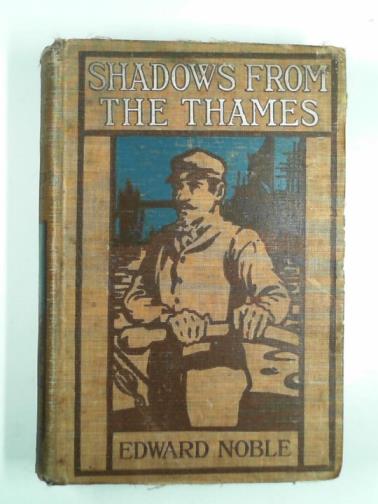 SHADOWS FROM
THE THAMES
EDWARD NOBLE